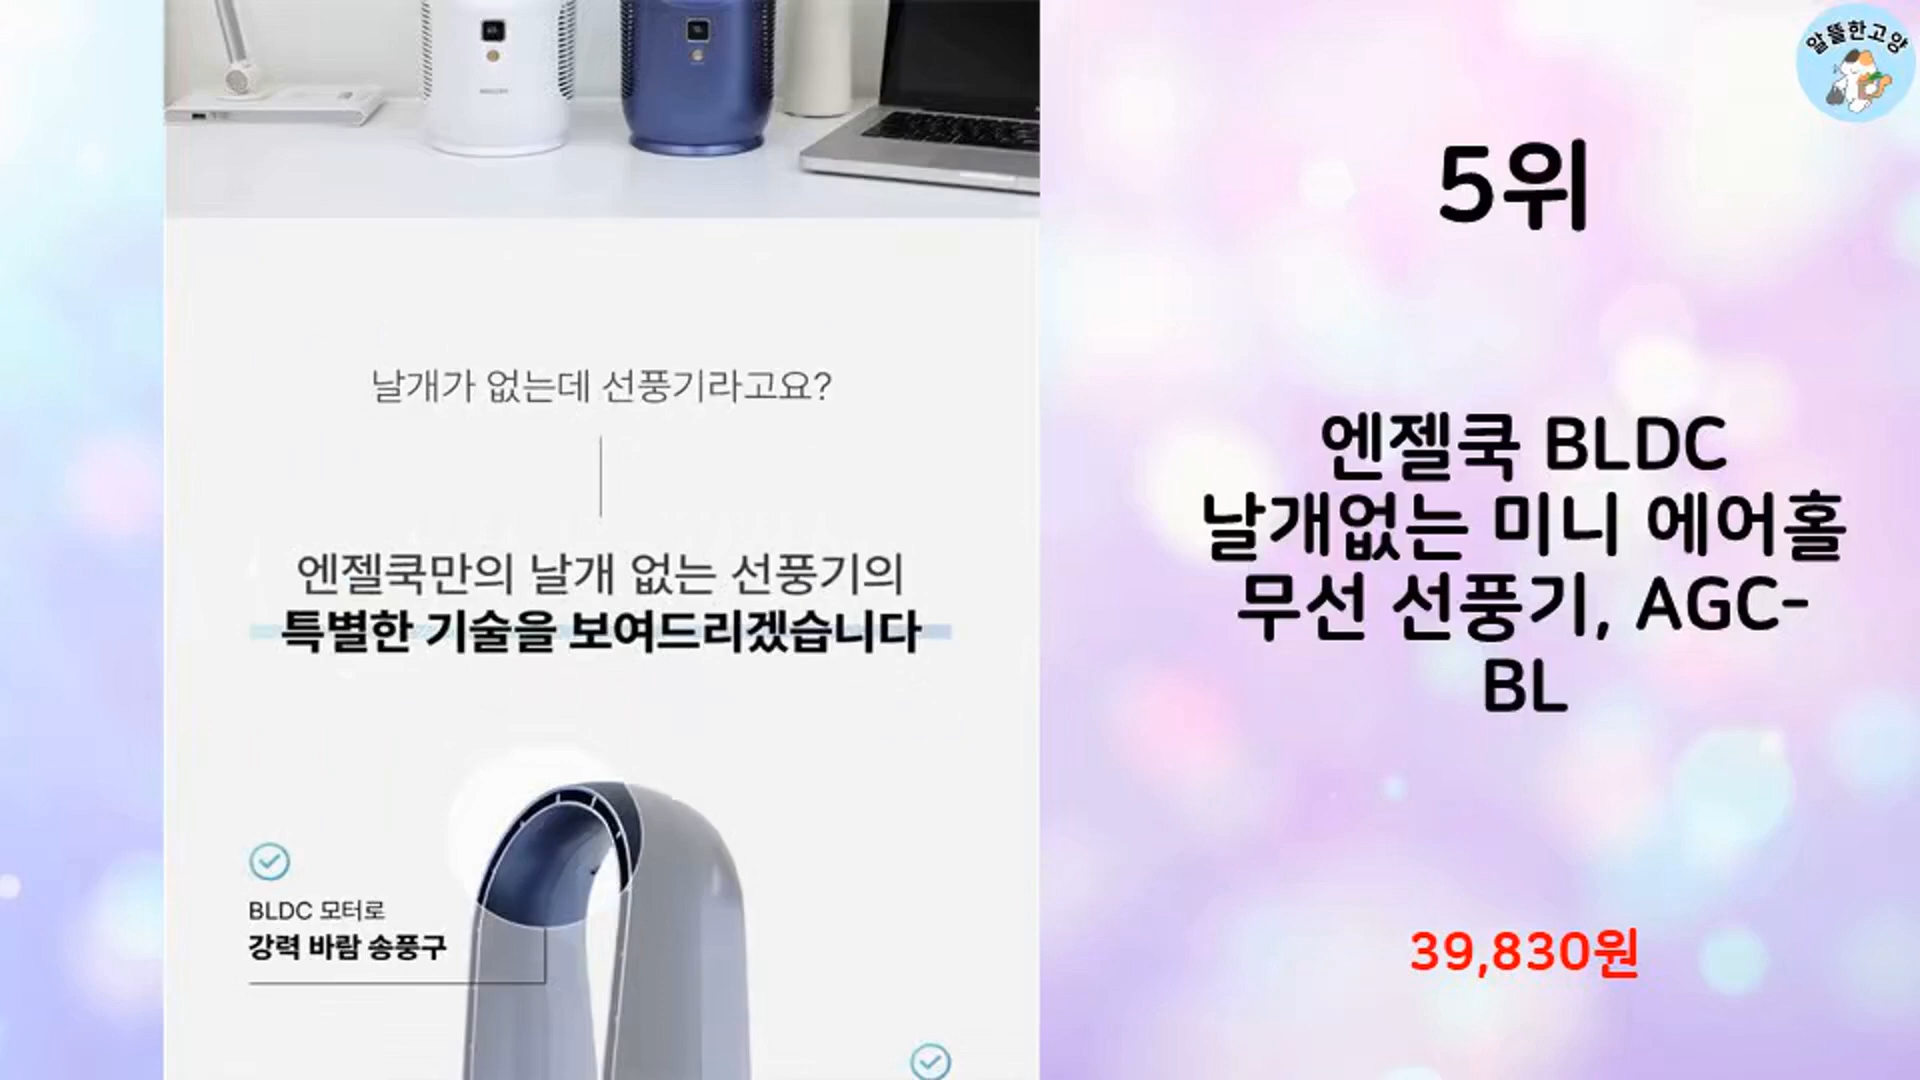 알뜰한고양
5위
날개가 없는데 선풍기라고요?
엔젤쿡만의 날개 없는 선풍기의
특별한 기술을 보여드리겠습니다
BLDC 모터로
강력 바람 송풍구
엔젤쿡 BLDC
날개없는 미니 에어홀
무선 선풍기, AGC-
BL
39,830원